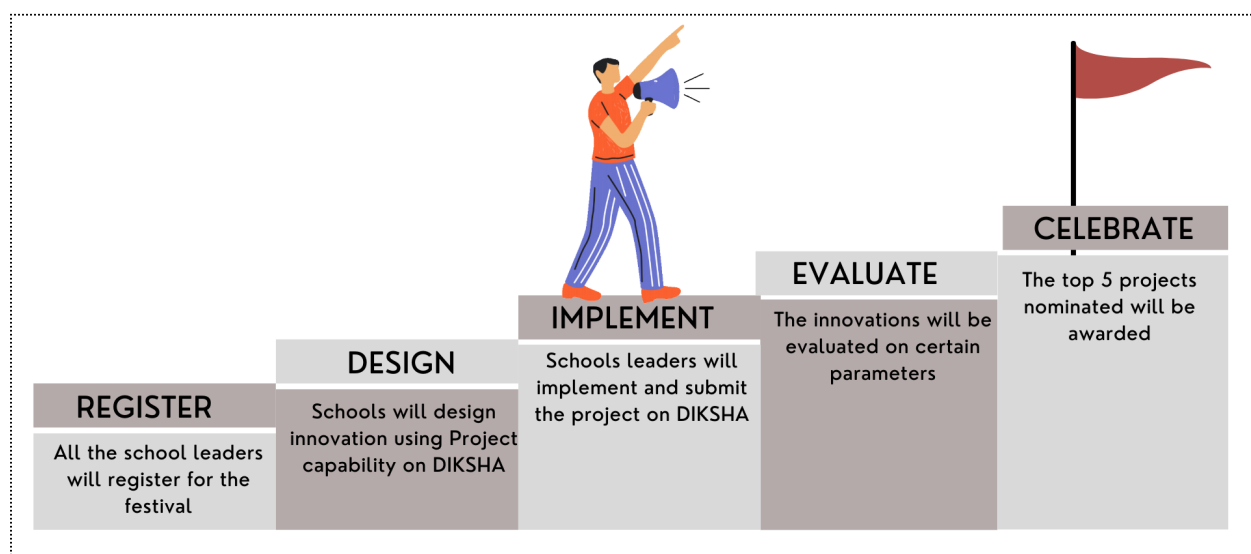 REGISTER
All the school leaders
will register for the
festival
DESIGN
Schools will design
innovation using Project
capability on DIKSHA
IMPLEMENT
Schools leaders will
implement and submit
the project on DIKSHA
EVALUATE
The innovations will be
evaluated on certain
parameters
CELEBRATE
The top 5 projects
nominated will be
awarded